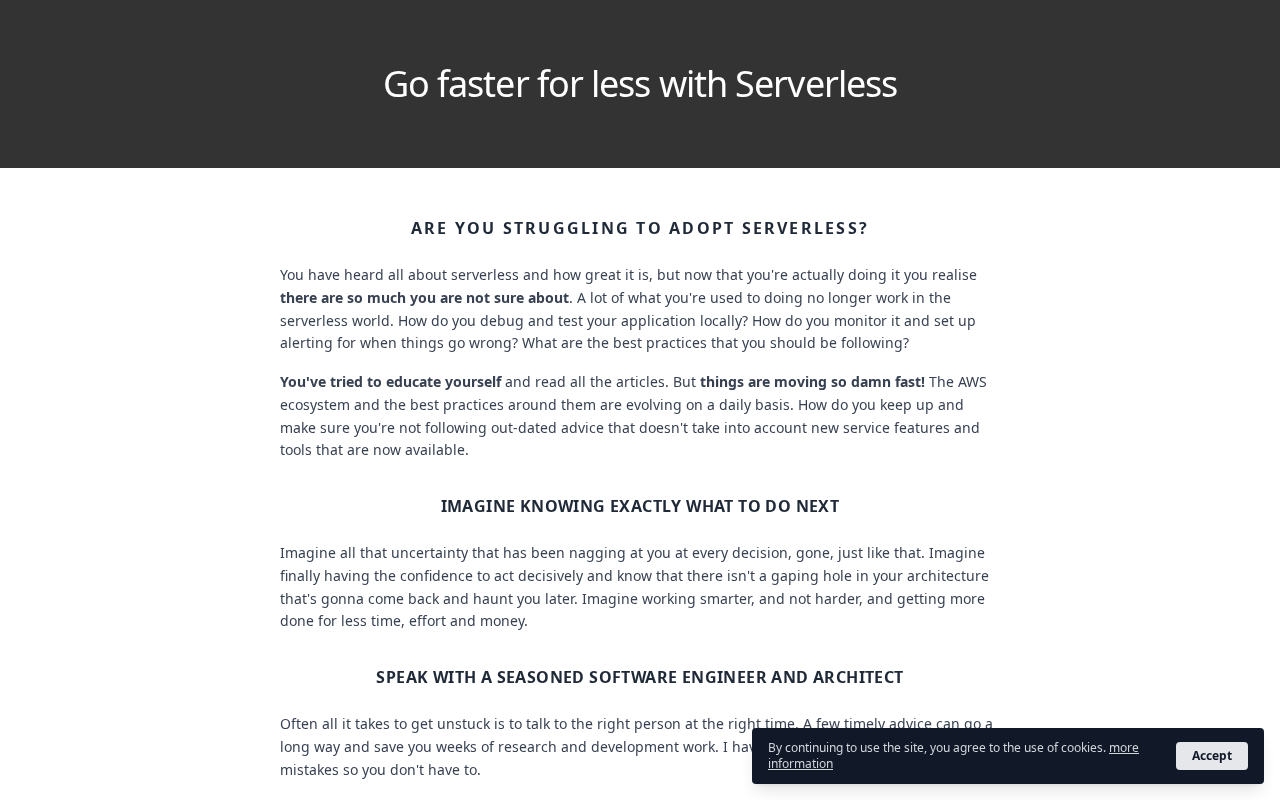 Go faster for less with Serverless
ARE YOU STRUGGLING TO ADOPT SERVERLESS?
You have heard all about serverless and how great it is, but now that you're actually doing it you realise
there are so much you are not sure about. A lot of what you're used to doing no longer work in the
serverless world. How do you debug and test your application locally? How do you monitor it and set up
alerting for when things go wrong? What are the best practices that you should be following?
You've tried to educate yourself and read all the articles. But things are moving so damn fast! The AWS
ecosystem and the best practices around them are evolving on a daily basis. How do you keep up and
make sure you're not following out-dated advice that doesn't take into account new service features and
tools that are now available.
IMAGINE KNOWING EXACTLY WHAT TO DO NEXT
Imagine all that uncertainty that has been nagging at you at every decision, gone, just like that. Imagine
finally having the confidence to act decisively and know that there isn't a gaping hole in your architecture
that's gonna come back and haunt you later. Imagine working smarter, and not harder, and getting more
done for less time, effort and money.
SPEAK WITH A SEASONED SOFTWARE ENGINEER AND ARCHITECT
Often all it takes to get unstuck is to talk to the right person at the right time. A few timely advice can go a
long way and save you weeks of research and development work. I
mistakes so you don't have to.
By continuing to use the site, you agree to the use of cookies. more
information
Accept